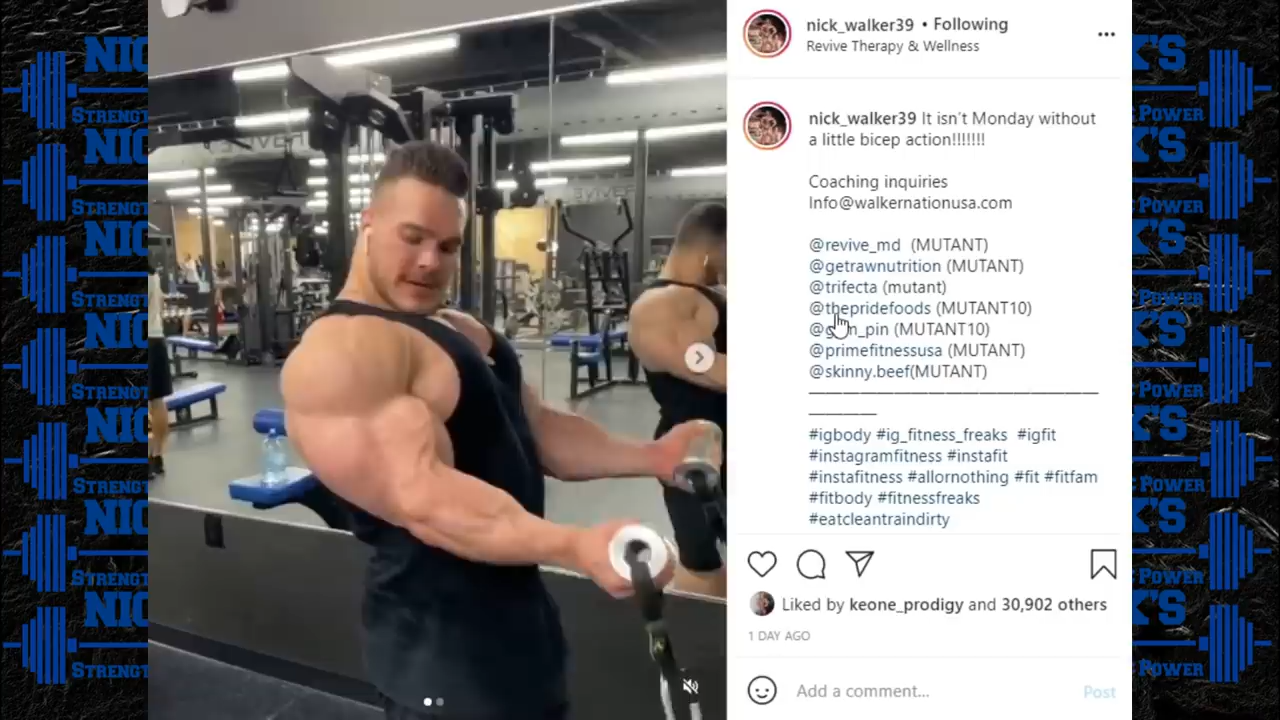 nick_walker39 • Following
Revive Therapy & Wellness
nick_walker39 It isn't Monday without
a little bicep action!!!!!!!
Coaching inquiries
Info@walkernationusa.com
@revive_md (MUTANT)
@getrawnutrition (MUTANT)
@trifecta (mutant)
@thepridefoods (MUTANT10)
(MUTANT10)
@primefitnessusa (MUTANT)
@skinny.beef(MUTANT)
#igbody #ig_fitness_freaks #igfit
#instagramfitness #instafit
#instafitness #allornothing #fit #fitfam
#fitbody #fitnessfreaks
#eatcleantraindirty
Liked by keone_prodigy and 30,902 others
1 DAY AGO
Add a comment... Post
NIC
STRENGT
K'S
POWER